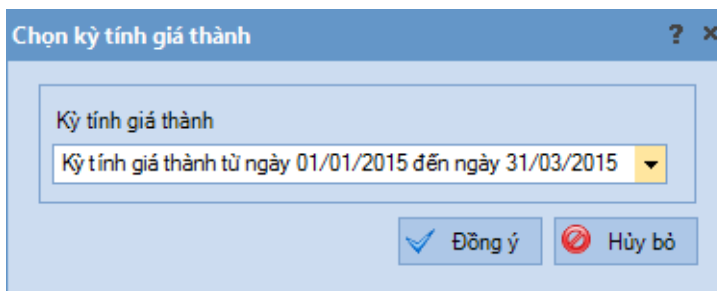 Chọn kỳ tính giá thành ? ×
Kỳ tính giá thành
Kỳ tính giá thành từ ngày 01/01/2015 đến ngày 31/03/2015
Đồng ý Hủy bỏ